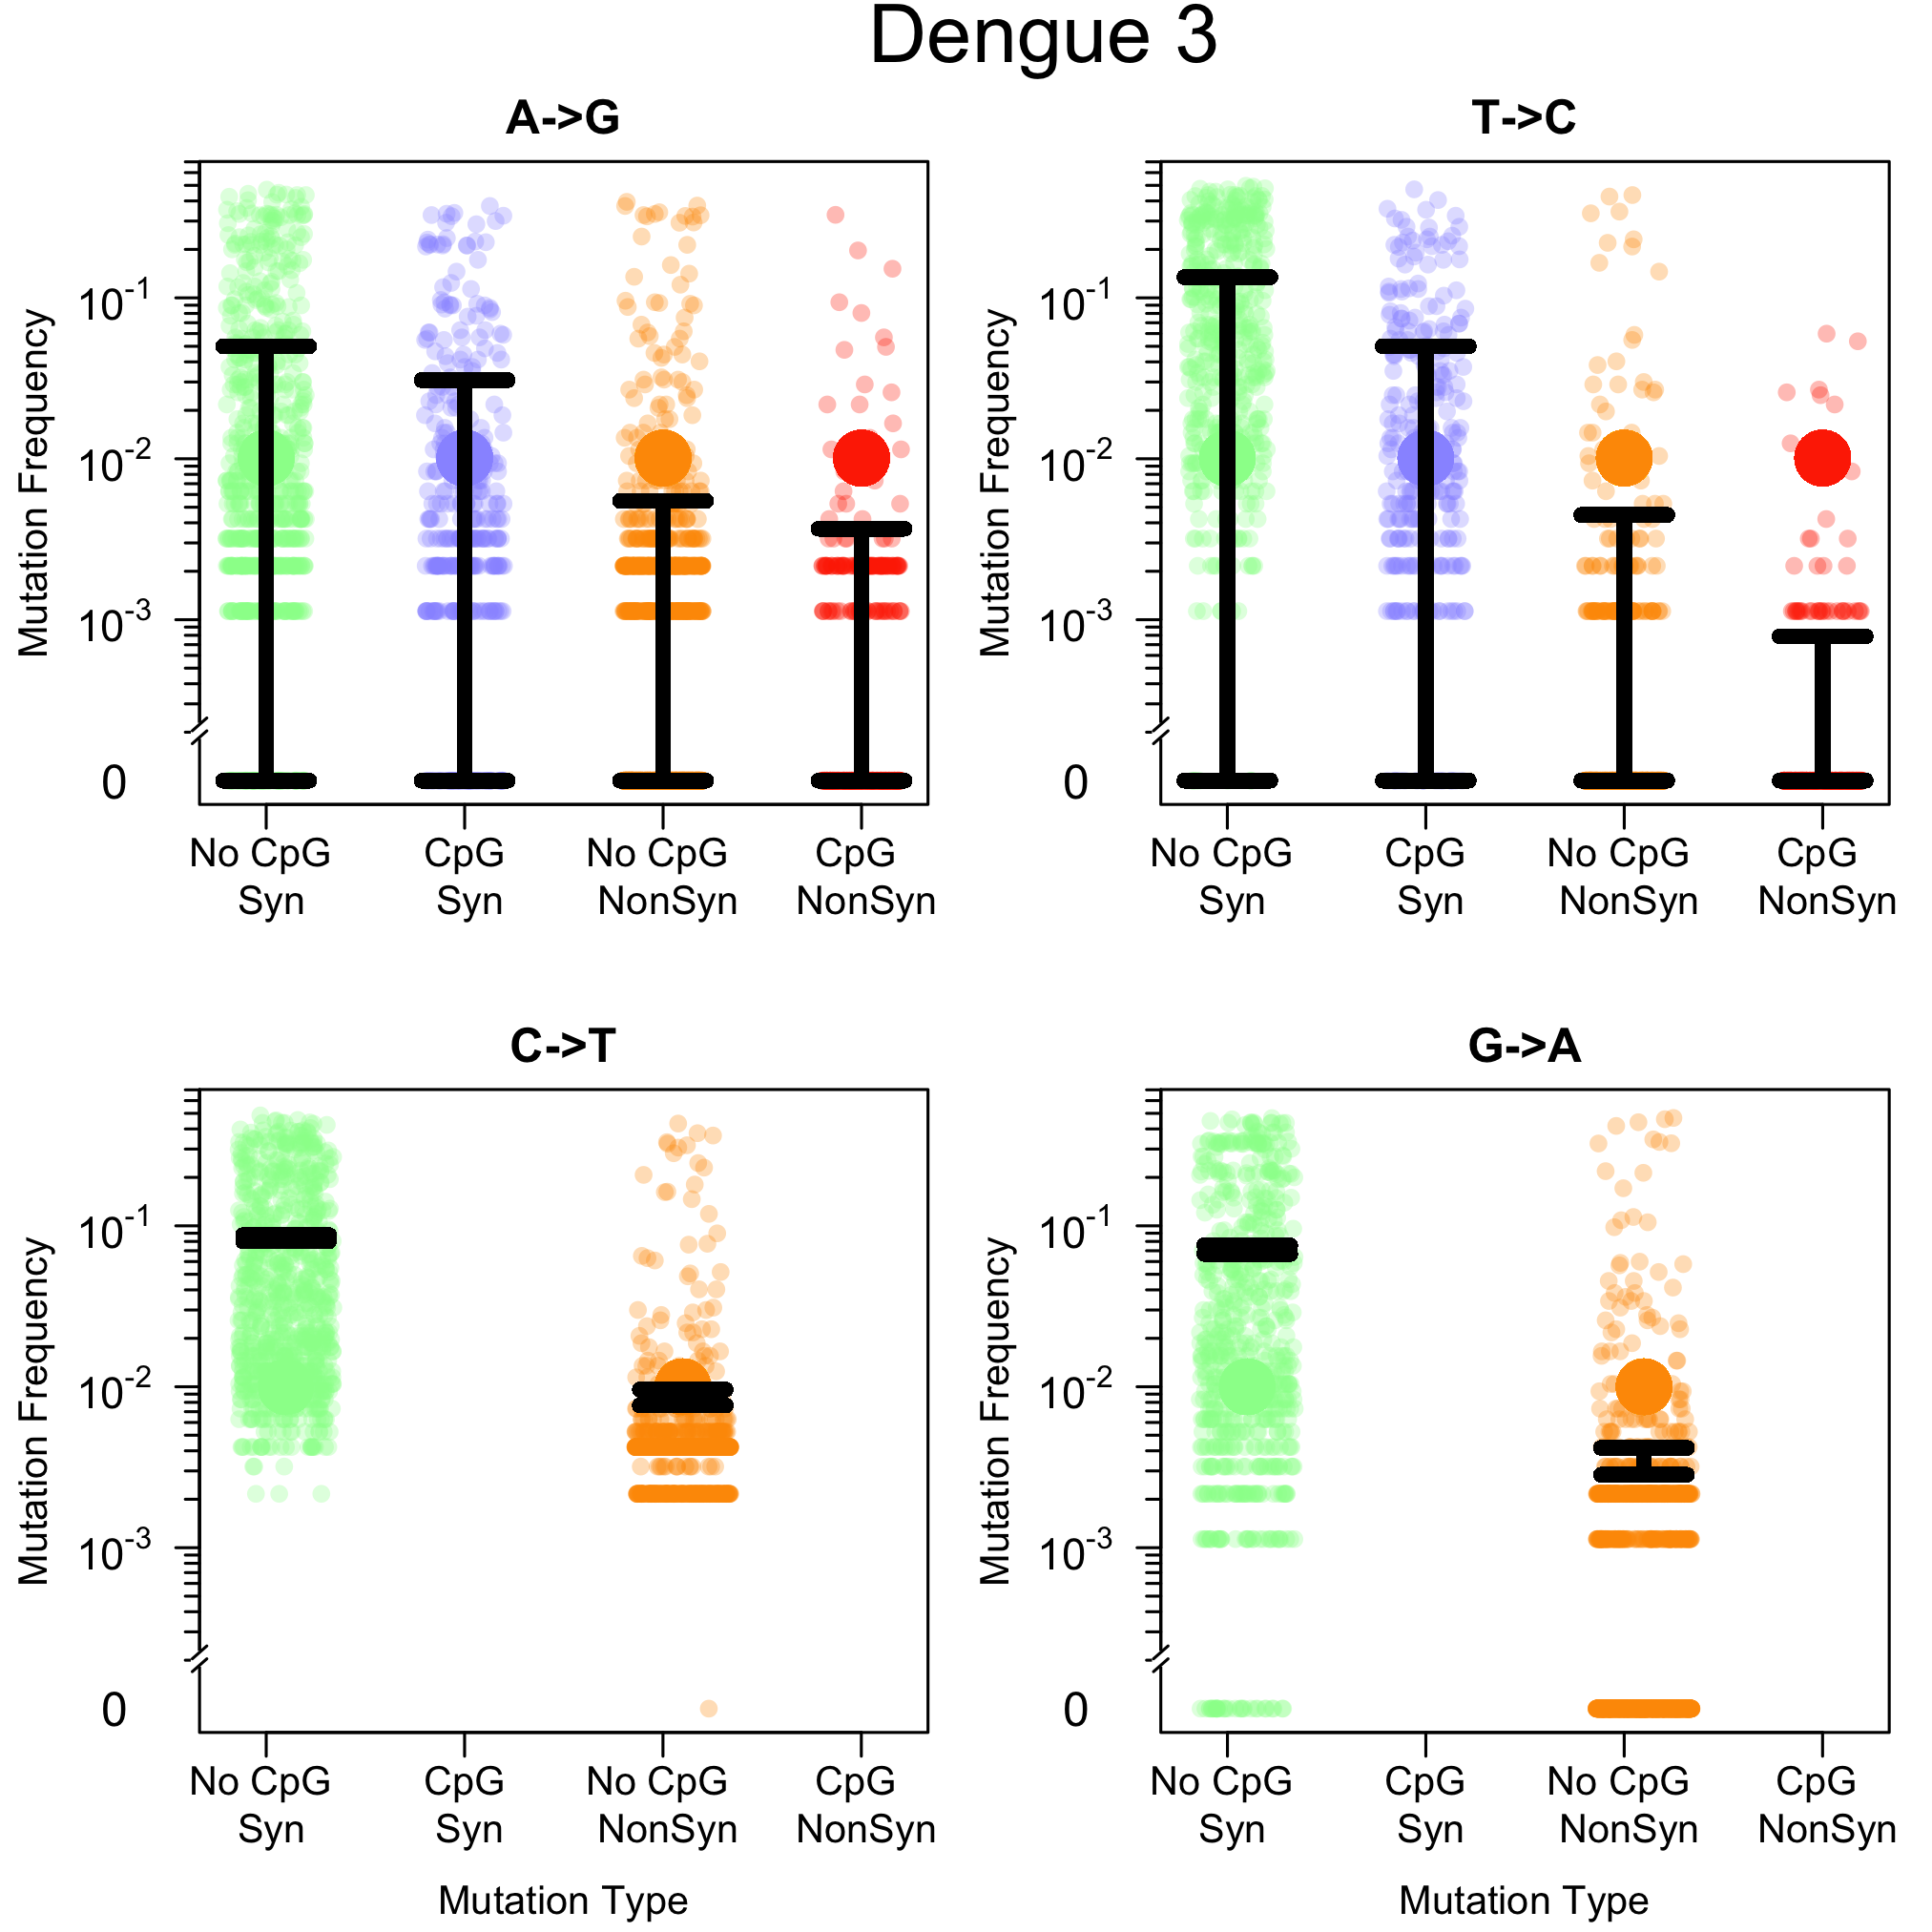 Dengue 3
A->G
Mutation Frequency
10^-1
10^-2
10^-3
0
No CpG Syn
CpG Syn
No CpG NonSyn
CpG NonSyn
T->C
Mutation Frequency
10^-1
10^-2
10^-3
0
No CpG Syn
CpG Syn
No CpG NonSyn
CpG NonSyn
C->T
Mutation Frequency
10^-1
10^-2
10^-3
0
No CpG Syn
CpG Syn
No CpG NonSyn
CpG NonSyn
Mutation Type
G->A
Mutation Frequency
10^-1
10^-2
10^-3
0
No CpG Syn
CpG Syn
No CpG NonSyn
CpG NonSyn
Mutation Type